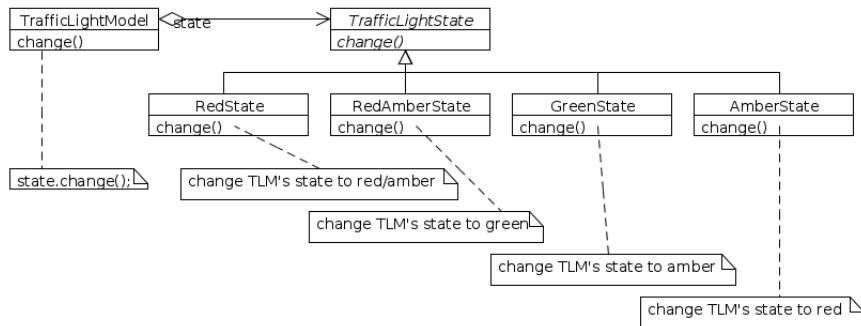 TrafficLightModel
change()
state
TrafficLightState
change()
RedState
change()
RedAmberState
change()
GreenState
change()
AmberState
change()
state.change();
change TLM's state to red/amber
change TLM's state to green
change TLM's state to amber
change TLM's state to red